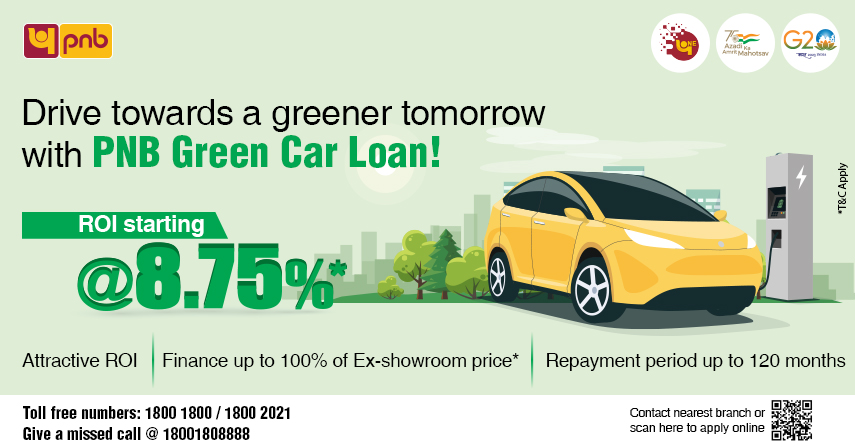 पी pnb
ONE
75
Azadi Ka
Amrit Mahotsav
G20
Drive towards a greener tomorrow
with PNB Green Car Loan!
ROI starting
@8.75%*
*T&C Apply
Attractive ROI
Finance up to 100% of Ex-showroom price*
Repayment period up to 120 months
Toll free numbers: 1800 1800 / 1800 2021
Give a missed call @ 18001808888
Contact nearest branch or
scan here to apply online